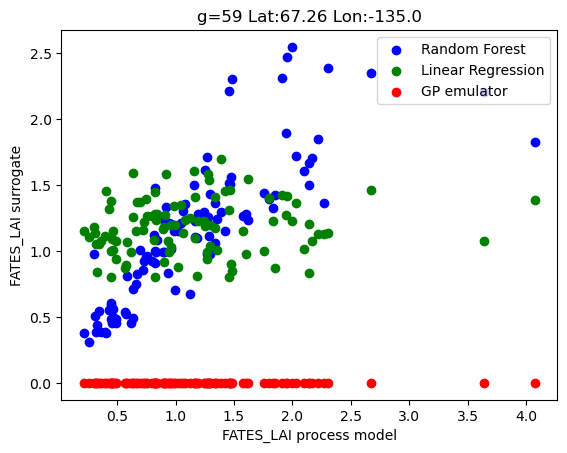 g=59 Lat:67.26 Lon:-135.0
Random Forest
Linear Regression
GP emulator
FATES_LAI surrogate
2.5
2.0
1.5
1.0
0.5
0.0
0.5
1.0
1.5
2.0
2.5
3.0
3.5
4.0
FATES_LAI process model